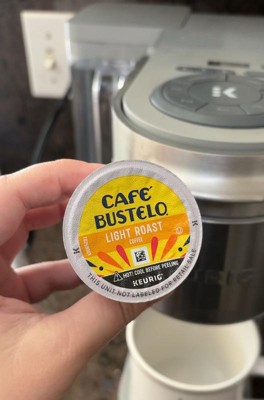 K
CAFÉ
BUSTELO
LIGHT ROAST
COFFEE
HOT! COOL BEFORE PEELING
KEURIG
THIS UNIT NOT LABELED FOR RETAIL SALE
K
K